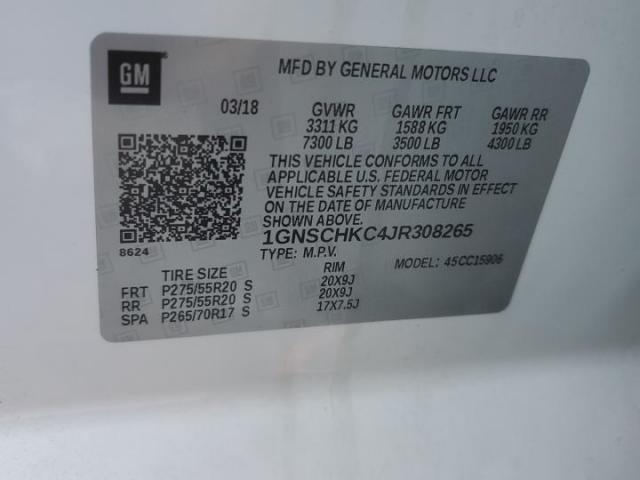 GM
MFD BY GENERAL MOTORS LLC
03/18 GVWR GAWR FRT GAWR RR
3311 KG 1588 KG 1950 KG
7300 LB 3500 LB 4300 LB
THIS VEHICLE CONFORMS TO ALL
APPLICABLE U.S. FEDERAL MOTOR
VEHICLE SAFETY STANDARDS IN EFFECT
ON THE DATE OF MANUFACTURE
SHOWN ABOVE.
1GNSCHKC4JR308265
8624
TYPE: M.P.V. MODEL: 45CC15906
TIRE SIZE RIM
FRT P275/55R20 S 20X9J
RR P275/55R20 S 20X9J
SPA P265/70R17 S 17X7.5J